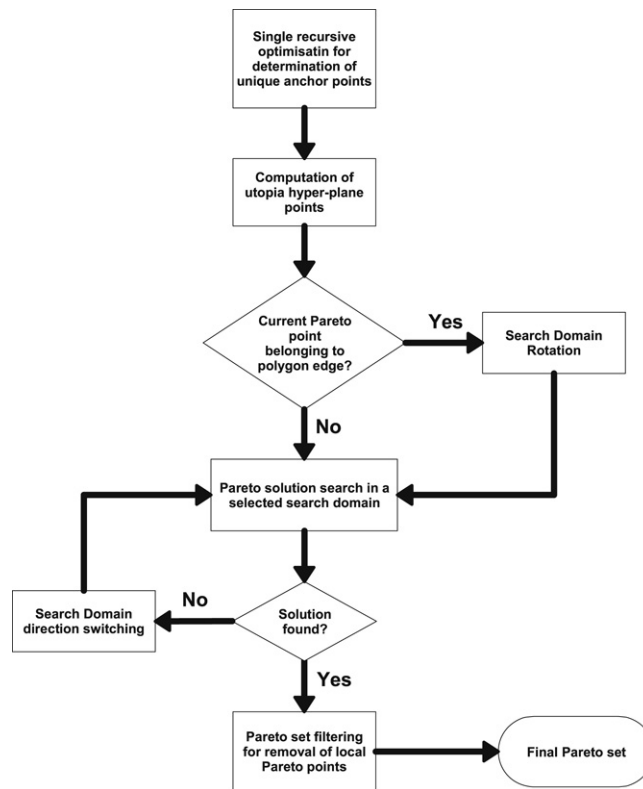 Single recursive
optimisatin for
determination of
unique anchor points
Computation of
utopia hyper-plane
points
Current Pareto
point
belonging to
polygon edge?
Yes
Search Domain
Rotation
No
Pareto solution search in a
selected search domain
Search Domain
direction switching
No
Solution
found?
Yes
Pareto set filtering
for removal of local
Pareto points
Final Pareto set